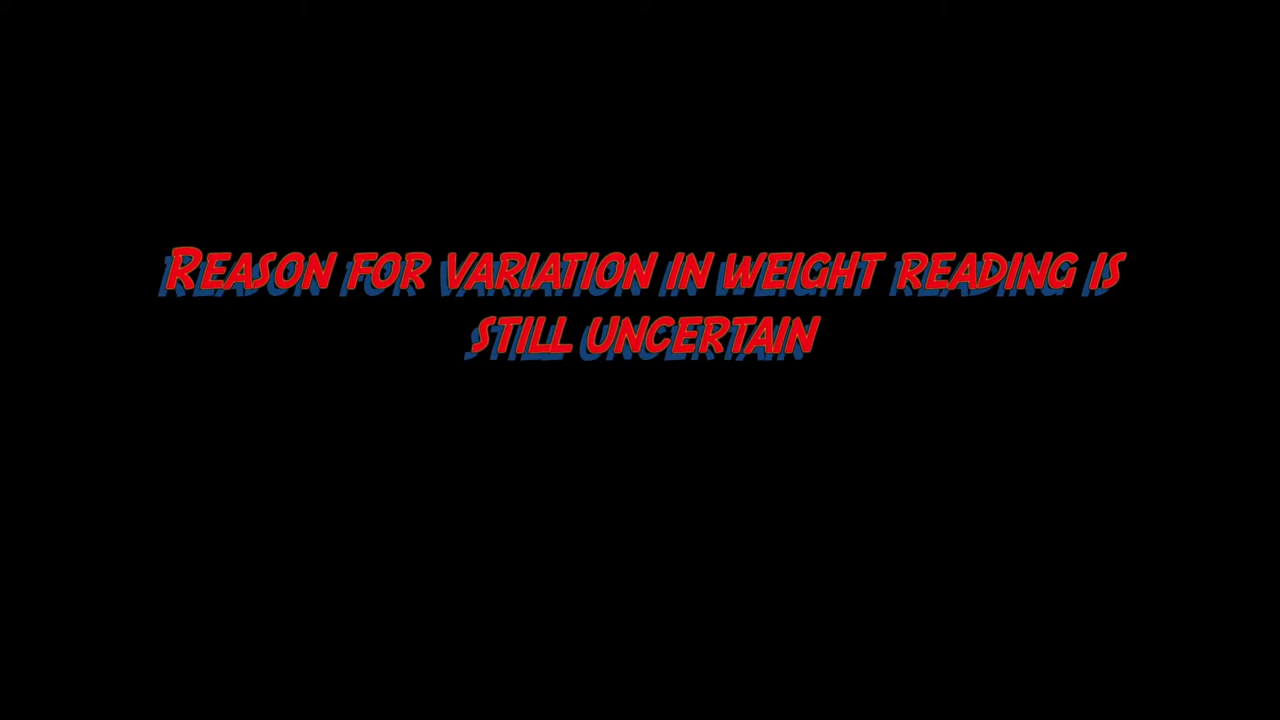 Reason for variation in weight reading is
still uncertain